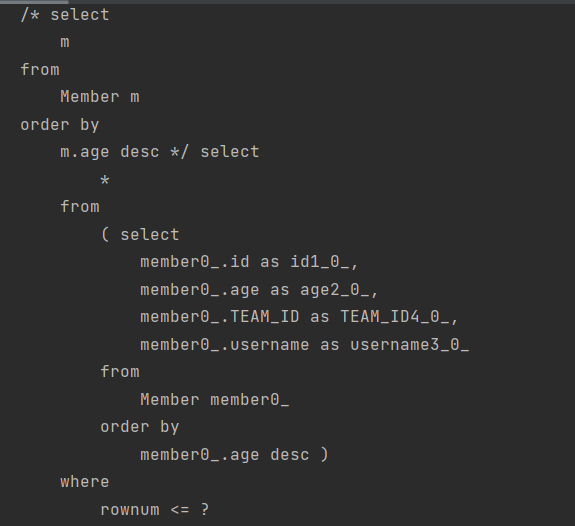 /* select
    m
from
    Member m
order by
    m.age desc */ select
        *
    from
        ( select
            member0_.id as id1_0_,
            member0_.age as age2_0_,
            member0_.TEAM_ID as TEAM_ID4_0_,
            member0_.username as username3_0_
        from
            Member member0_
        order by
            member0_.age desc )
    where
        rownum <= ?